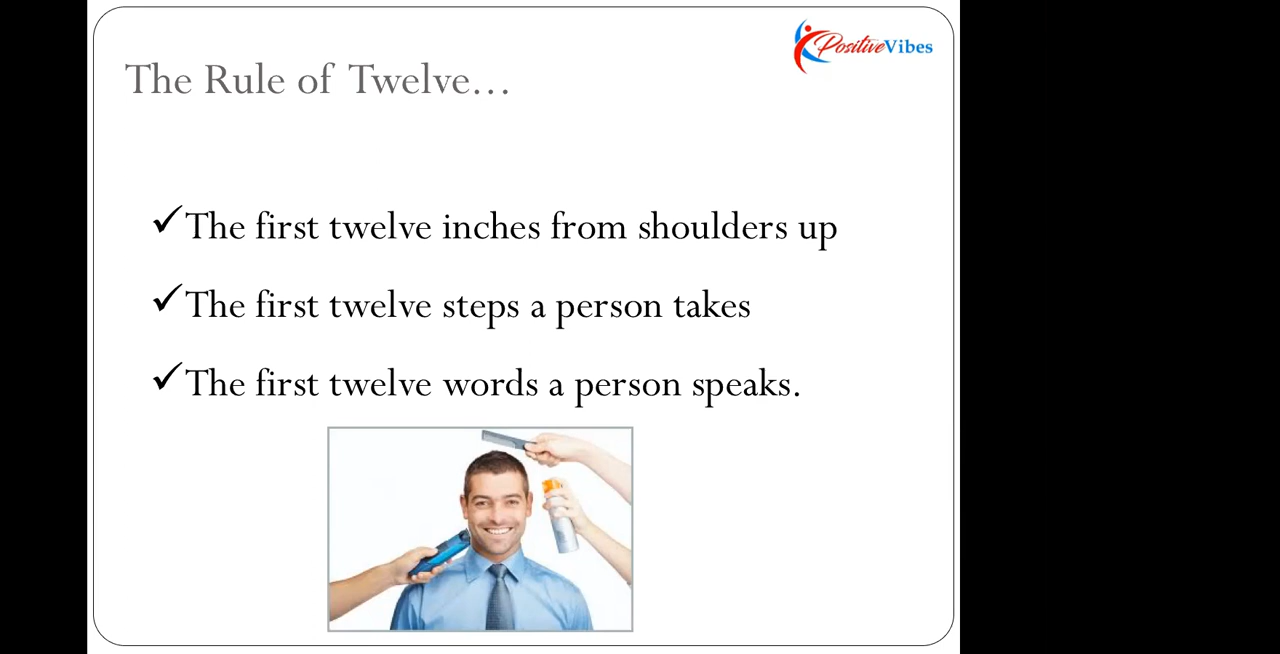 PositiveVibes
The Rule of Twelve...
✓The first twelve inches from shoulders up
✓The first twelve steps a person takes
✓The first twelve words a person speaks.